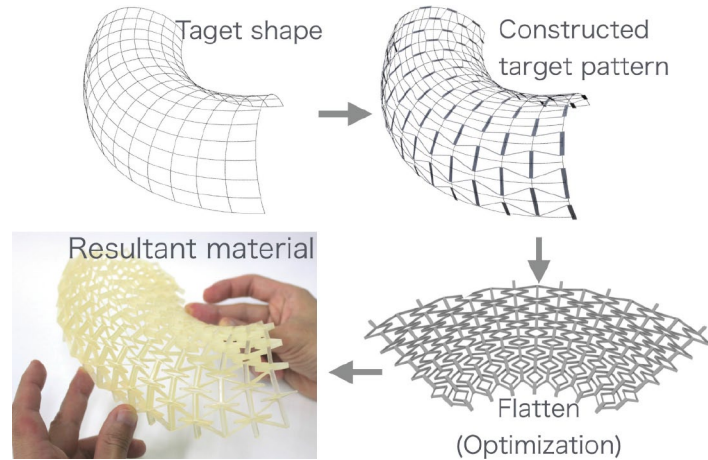 Taget shape
Constructed
target pattern
Resultant material
Flatten
(Optimization)